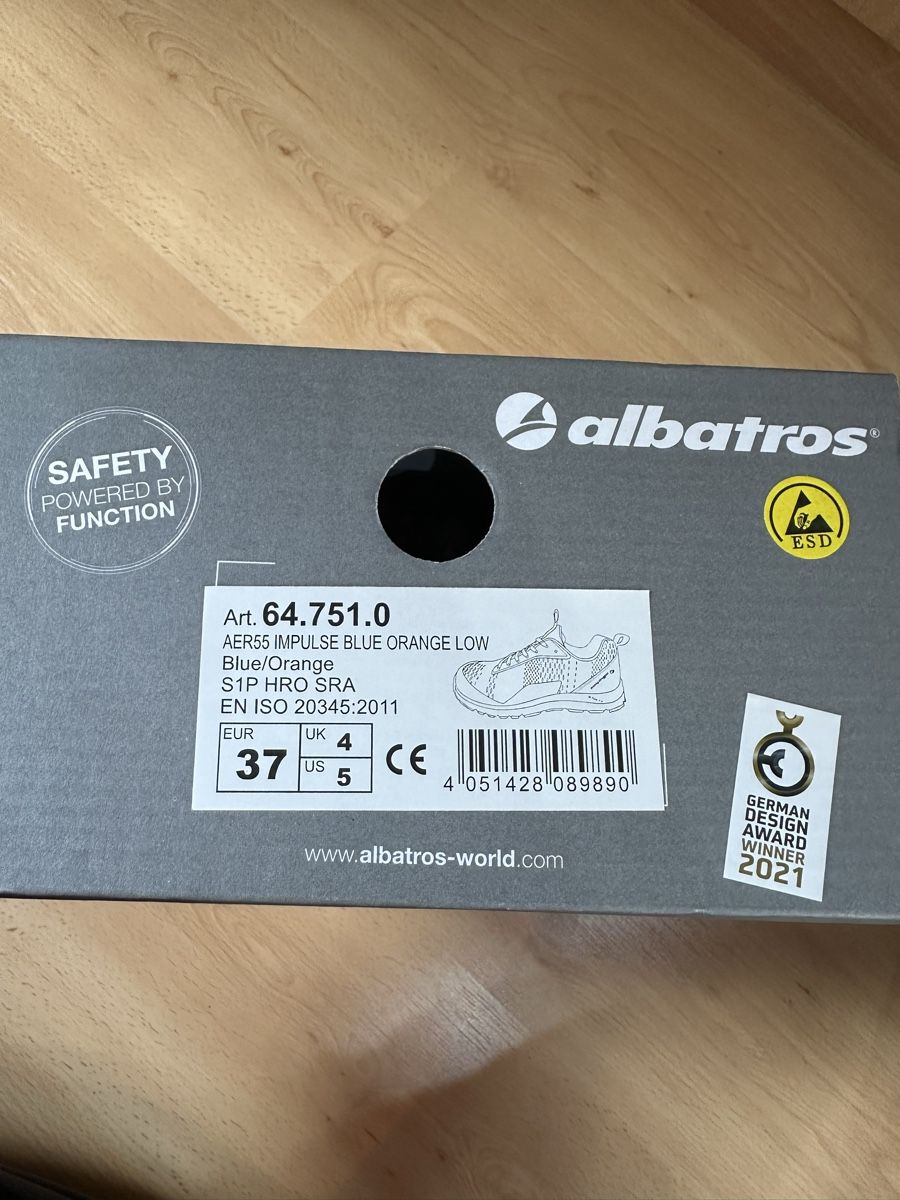 SAFETY
POWERED BY
FUNCTION
albatros®
ESD
Art. 64.751.0
AER55 IMPULSE BLUE ORANGE LOW
Blue/Orange
S1P HRO SRA
EN ISO 20345:2011
EUR
37
UK 4
US 5
CE
4 051428 089890
www.albatros-world.com
GERMAN
DESIGN
AWARD
WINNER
2021